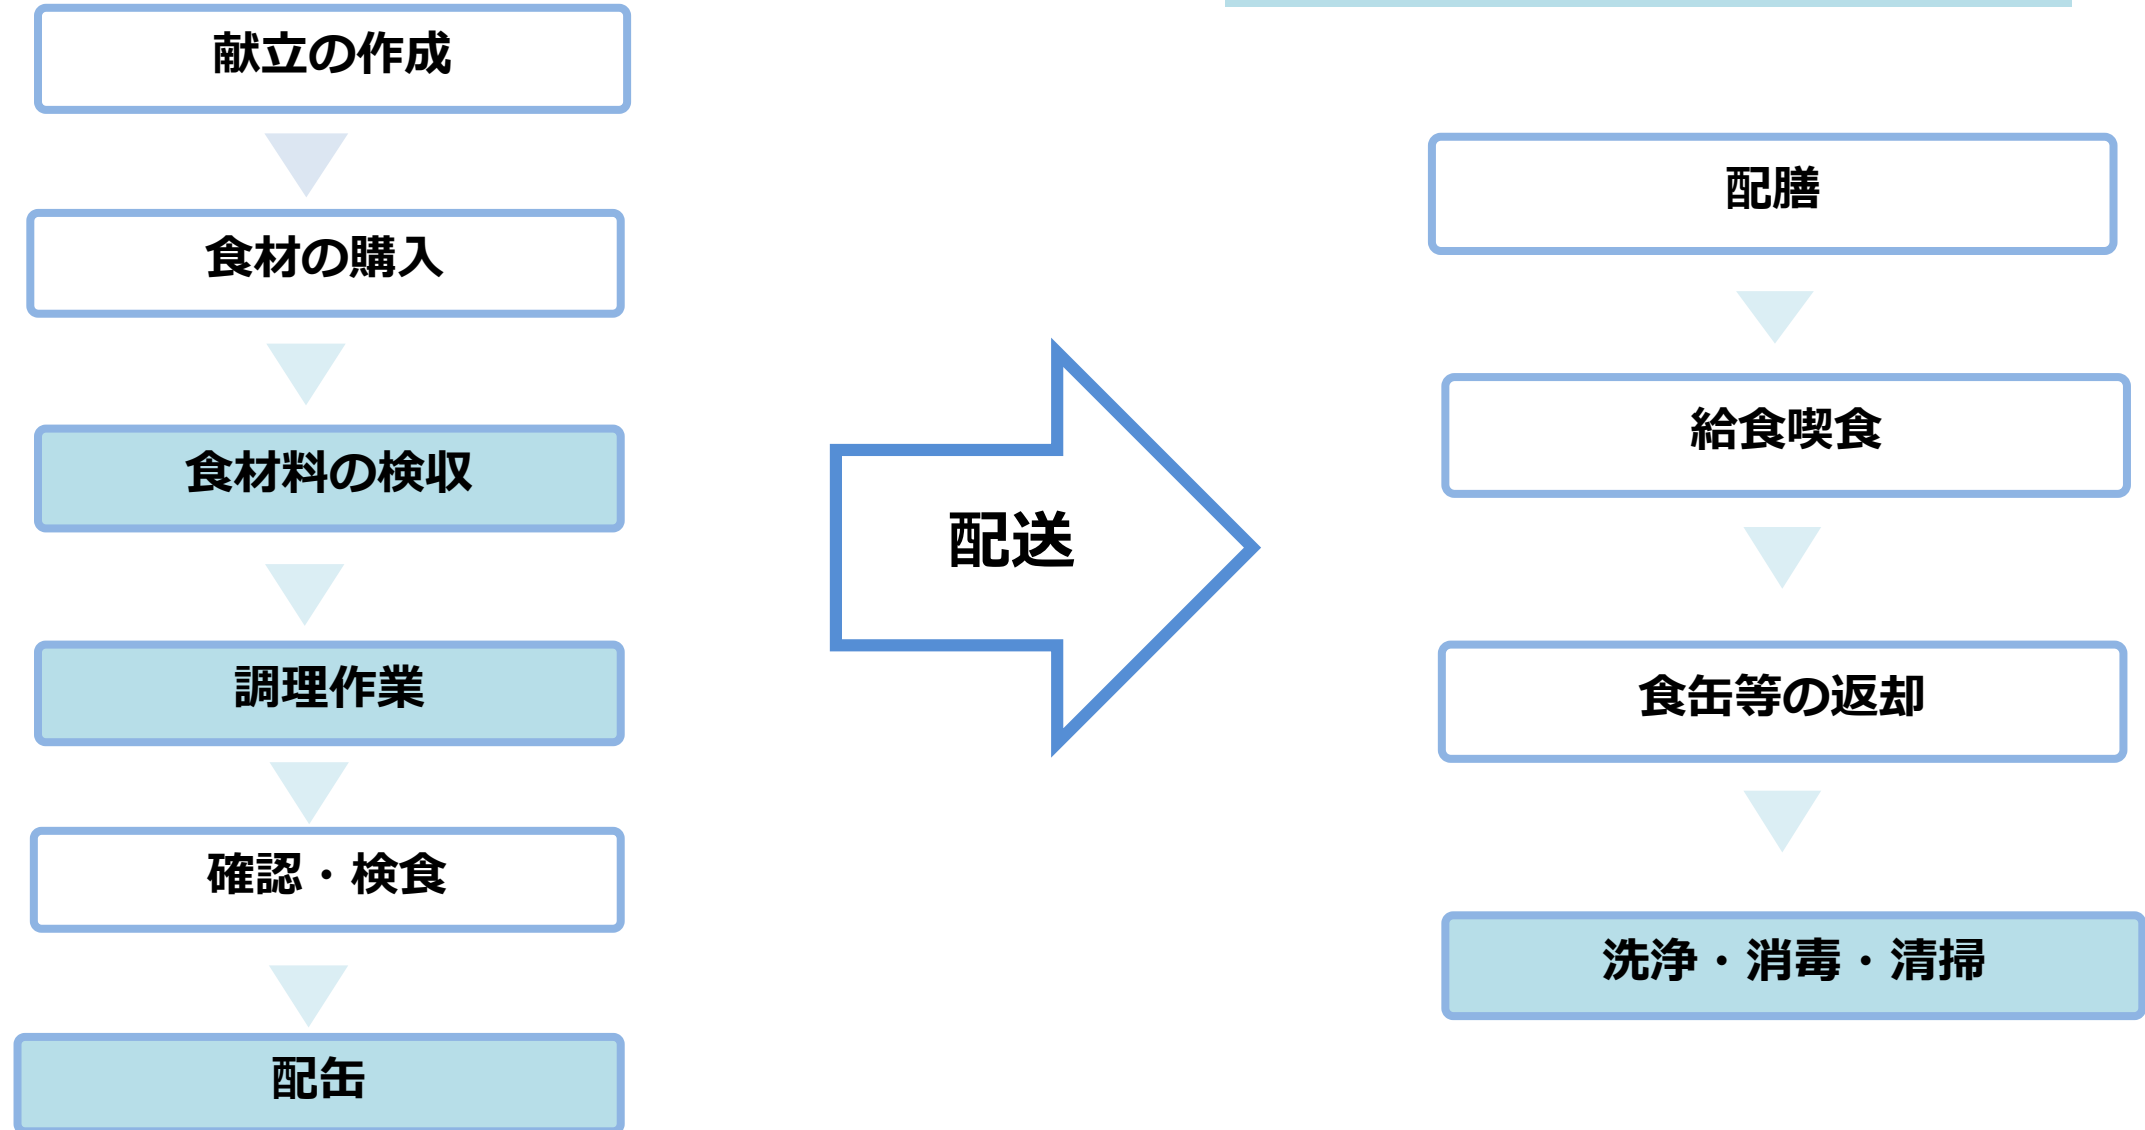 献立の作成
食材の購入
食材料の検収
調理作業
確認・検食
配缶
配送
配膳
給食喫食
食缶等の返却
洗浄・消毒・清掃